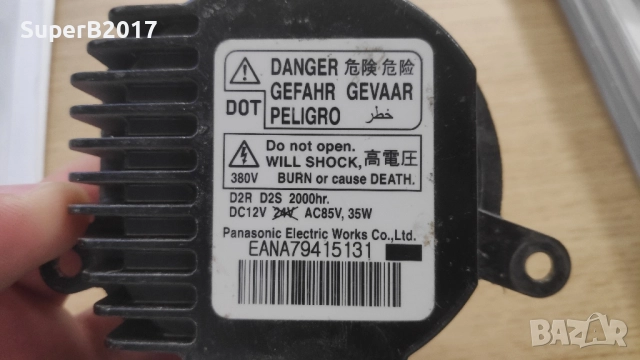 SuperB2017
DANGER 危険 危险
GEFAHR GEVAAR
DOT
PELIGRO خطر
Do not open.
WILL SHOCK, 高電圧
380V BURN or cause DEATH.
D2R D2S 2000hr.
DC12V 24V AC85V, 35W
Panasonic Electric Works Co.,Ltd.
EANA79415131
BAZAR